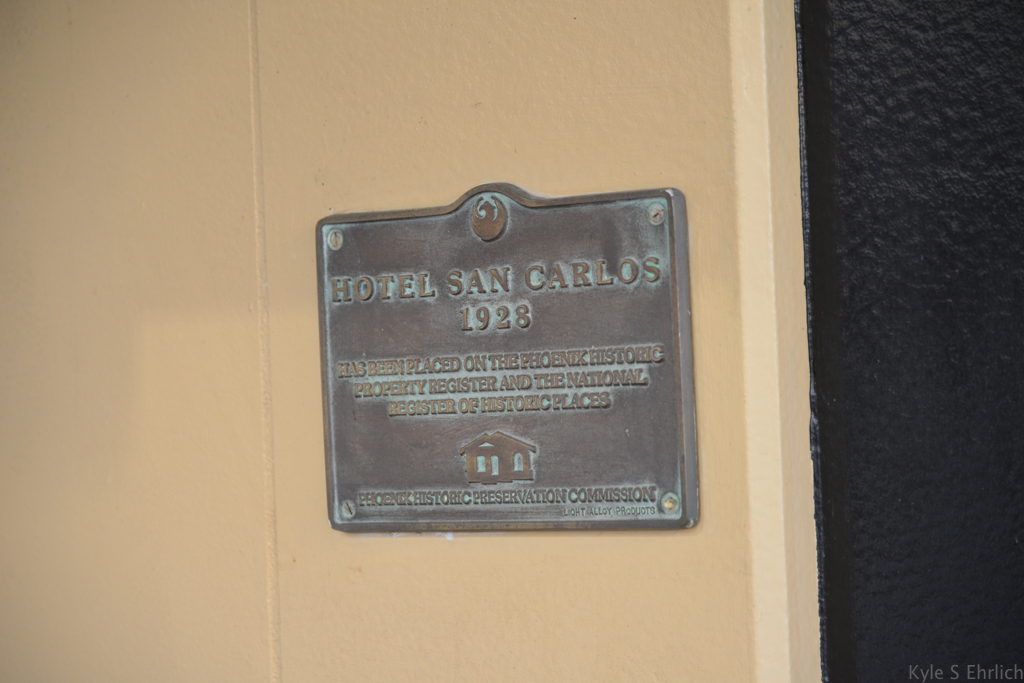 HOTEL SAN CARLOS
1928
HAS BEEN PLACED ON THE PHOENIX HISTORIC
PROPERTY REGISTER AND THE NATIONAL
REGISTER OF HISTORIC PLACES
PHOENIX HISTORIC PRESERVATION COMMISSION
LIGHT ALLOY PRODUCTS
Kyle S Ehrlich